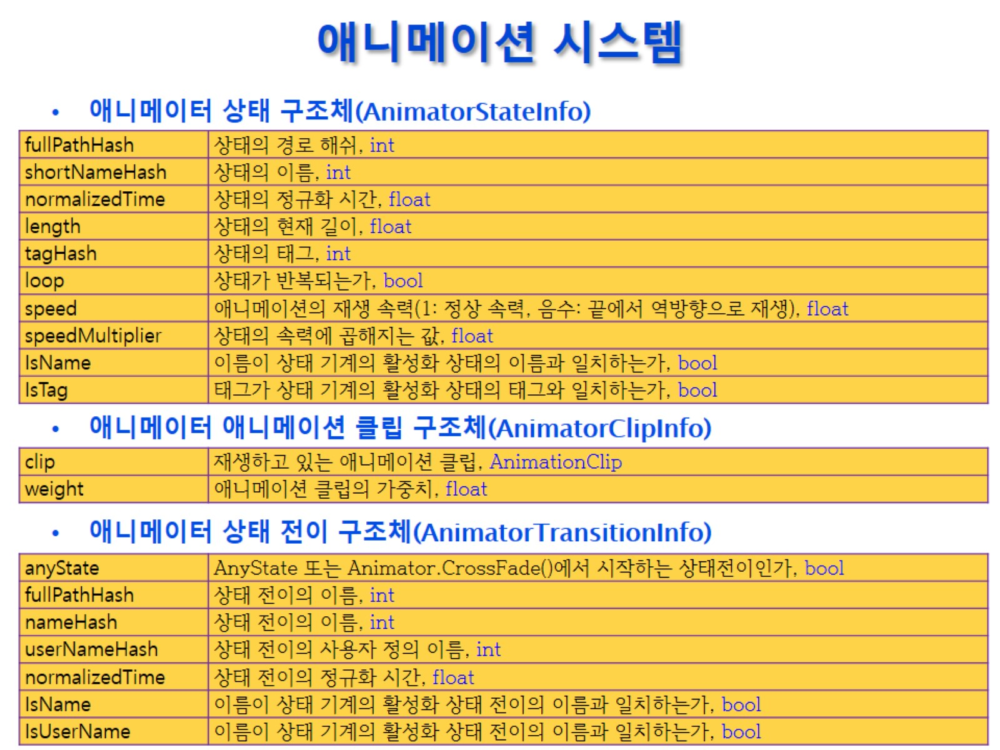 애니메이션 시스템
• 애니메이터 상태 구조체(AnimatorStateInfo)
fullPathHash 상태의 경로 해쉬, int
shortNameHash 상태의 이름, int
normalizedTime 상태의 정규화 시간, float
length 상태의 현재 길이, float
tagHash 상태의 태그, int
loop 상태가 반복되는가, bool
speed 애니메이션의 재생 속력(1: 정상 속력, 음수: 끝에서 역방향으로 재생), float
speedMultiplier 상태의 속력에 곱해지는 값, float
IsName 이름이 상태 기계의 활성화 상태의 이름과 일치하는가, bool
IsTag 태그가 상태 기계의 활성화 상태의 태그와 일치하는가, bool
• 애니메이터 애니메이션 클립 구조체(AnimatorClipInfo)
clip 재생하고 있는 애니메이션 클립, AnimationClip
weight 애니메이션 클립의 가중치, float
• 애니메이터 상태 전이 구조체(AnimatorTransitionInfo)
anyState AnyState 또는 Animator.CrossFade()에서 시작하는 상태전이인가, bool
fullPathHash 상태 전이의 이름, int
nameHash 상태 전이의 이름, int
userNameHash 상태 전이의 사용자 정의 이름, int
normalizedTime 상태 전이의 정규화 시간, float
IsName 이름이 상태 기계의 활성화 상태 전이의 이름과 일치하는가, bool
IsUserName 이름이 상태 기계의 활성화 상태 전이의 이름과 일치하는가, bool